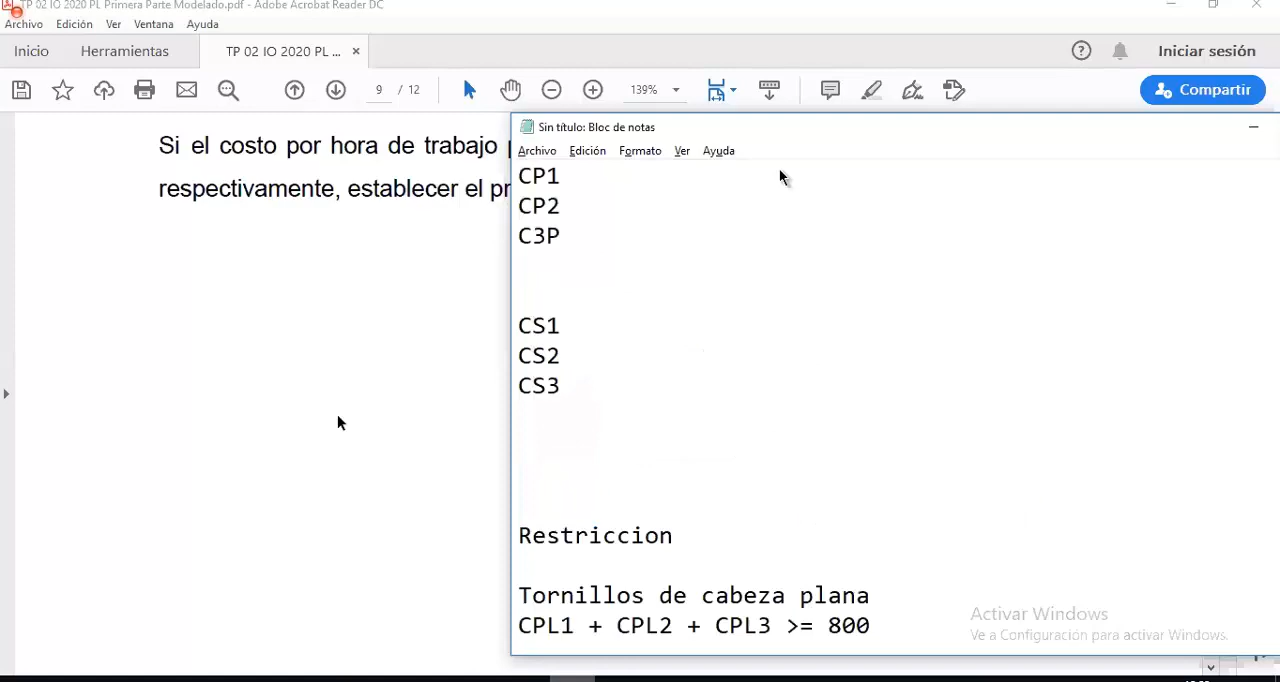 TP 02 IO 2020 PL Primera Parte Modelado.pdf - Adobe Acrobat Reader DC
Archivo Edición Ver Ventana Ayuda
Inicio Herramientas TP 02 IO 2020 PL ... × Iniciar sesión
9 / 12 139% Compartir
Si el costo por hora de trabajo
respectivamente, establecer el pr
Sin título: Bloc de notas
Archivo Edición Formato Ver Ayuda
CP1
CP2
C3P
CS1
CS2
CS3
Restriccion
Tornillos de cabeza plana
CPL1 + CPL2 + CPL3 >= 800
Activar Windows
Ve a Configuración para activar Windows.